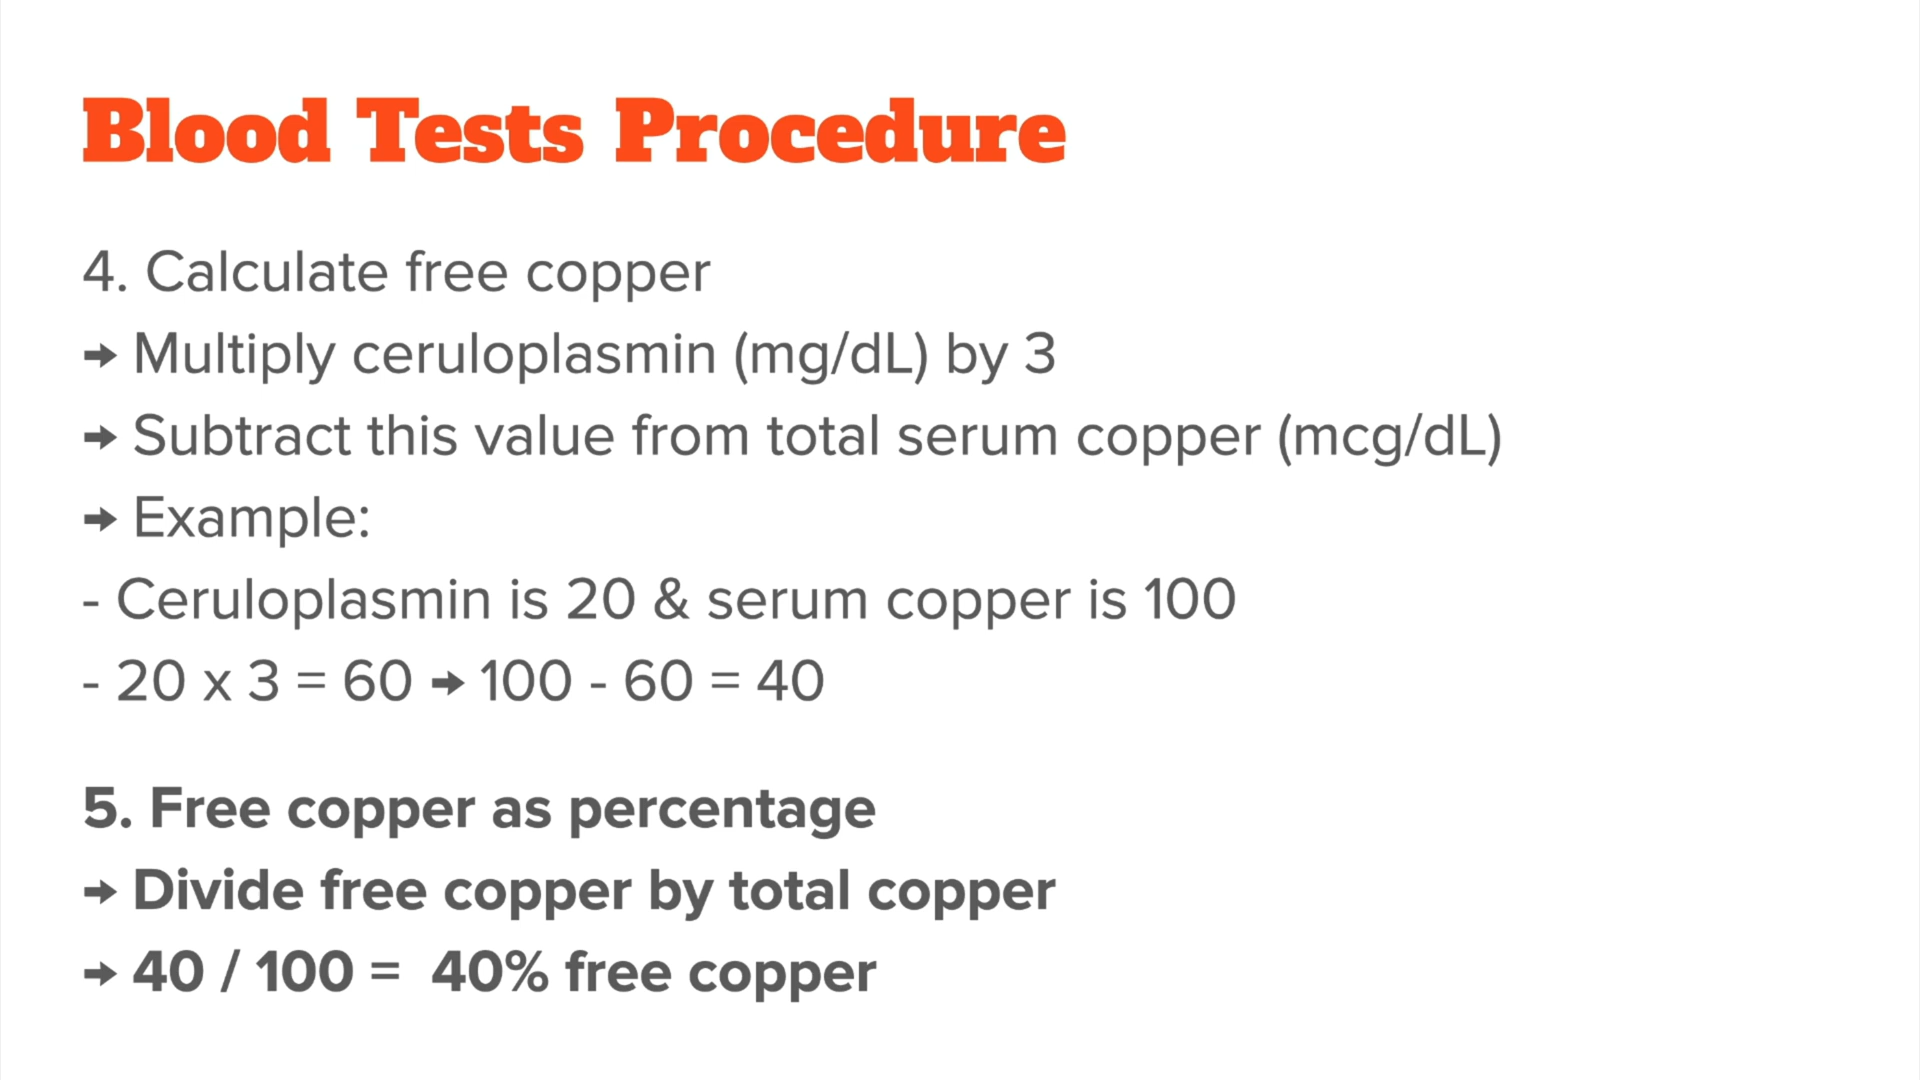 Blood Tests Procedure
4. Calculate free copper
→ Multiply ceruloplasmin (mg/dL) by 3
→ Subtract this value from total serum copper (mcg/dL)
→ Example:
- Ceruloplasmin is 20 & serum copper is 100
- 20 x 3 = 60 → 100 - 60 = 40
5. Free copper as percentage
→ Divide free copper by total copper
→ 40 / 100 = 40% free copper